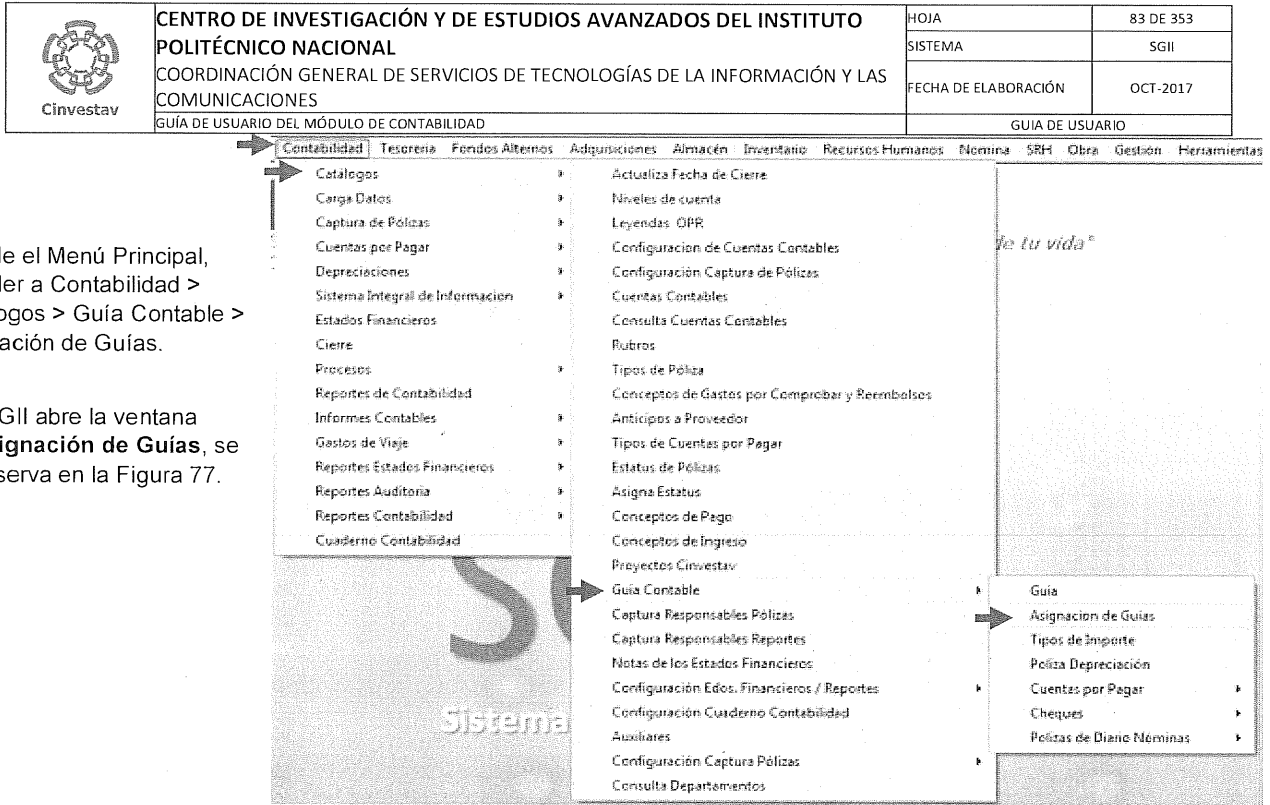 Cinvestav
CENTRO DE INVESTIGACIÓN Y DE ESTUDIOS AVANZADOS DEL INSTITUTO
POLITÉCNICO NACIONAL
COORDINACIÓN GENERAL DE SERVICIOS DE TECNOLOGÍAS DE LA INFORMACIÓN Y LAS
COMUNICACIONES
GUÍA DE USUARIO DEL MÓDULO DE CONTABILIDAD
HOJA 83 DE 353
SISTEMA SGII
FECHA DE ELABORACIÓN OCT-2017
GUIA DE USUARIO
le el Menú Principal,
ler a Contabilidad >
ogos > Guía Contable >
ación de Guías.
GII abre la ventana
ignación de Guías, se
serva en la Figura 77.
Contabilidad Tesoreria Fondos Alternos Adquisiciones Almacén Inventario Recursos Humanos Nomina SRH Obra Gestión Herramientas
Catálogos
Carga Datos
Captura de Pólizas
Cuentas por Pagar
Depreciaciones
Sistema Integral de Informacion
Estados Financieros
Cierre
Procesos
Reportes de Contabilidad
Informes Contables
Gastos de Viaje
Reportes Estados Financieros
Reportes Auditoria
Reportes Contabilidad
Cuaderno Contabilidad
Actualiza Fecha de Cierre
Niveles de cuenta
Leyendas OPR
Configuracion de Cuentas Contables
Configuración Captura de Pólizas
Cuentas Contables
Consulta Cuentas Contables
Rubros
Tipos de Póliza
Conceptos de Gastos por Comprobar y Reembolsos
Anticipos a Proveedor
Tipos de Cuentas por Pagar
Estatus de Pólizas
Asigna Estatus
Conceptos de Pago
Conceptos de Ingreso
Proyectos Cinvestav
Guía Contable
Captura Responsables Pólizas
Captura Responsables Reportes
Notas de los Estados Financieros
Configuración Edos. Financieros / Reportes
Configuración Cuaderno Contabilidad
Auxiliares
Configuración Captura Pólizas
Consulta Departamentos
Guía
Asignacion de Guias
Tipos de Importe
Poliza Depreciación
Cuentas por Pagar
Cheques
Polizas de Diario Nóminas
de tu vida"
Sistema